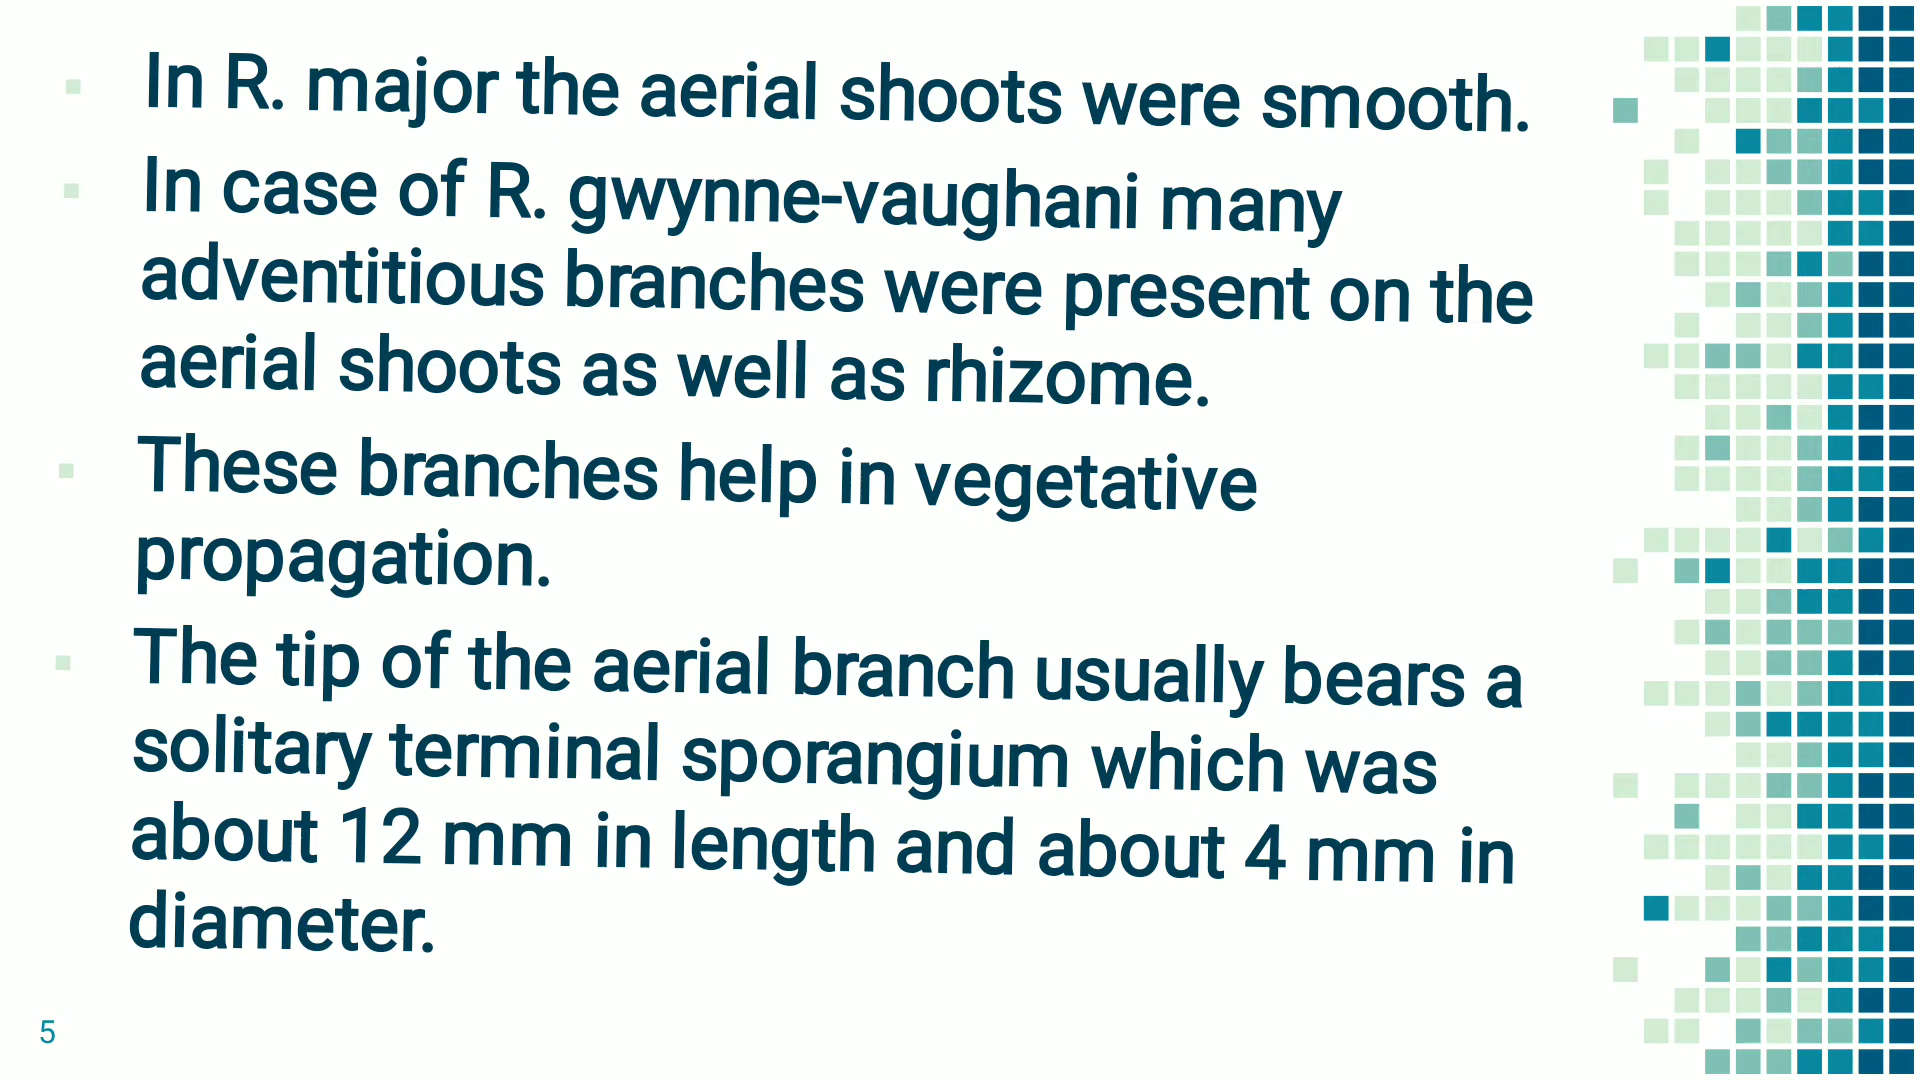 In R. major the aerial shoots were smooth.
In case of R. gwynne-vaughani many
adventitious branches were present on the
aerial shoots as well as rhizome.
These branches help in vegetative
propagation.
The tip of the aerial branch usually bears a
solitary terminal sporangium which was
about 12 mm in length and about 4 mm in
diameter.
5